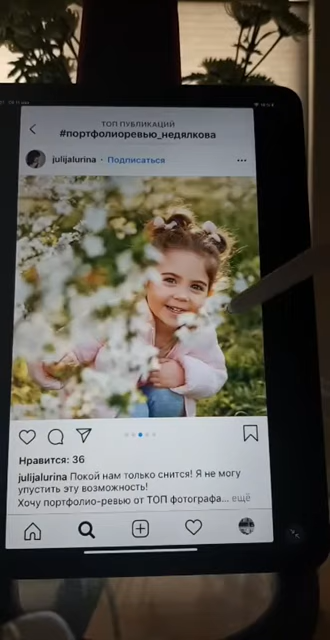 ТОП ПУБЛИКАЦИЙ
#портфолиоревью_недялкова
julijalurina · Подписаться
Нравится: 36
julijalurina Покой нам только снится! Я не могу
упустить эту возможность!
Хочу портфолио-ревью от ТОП фотографа... ещё